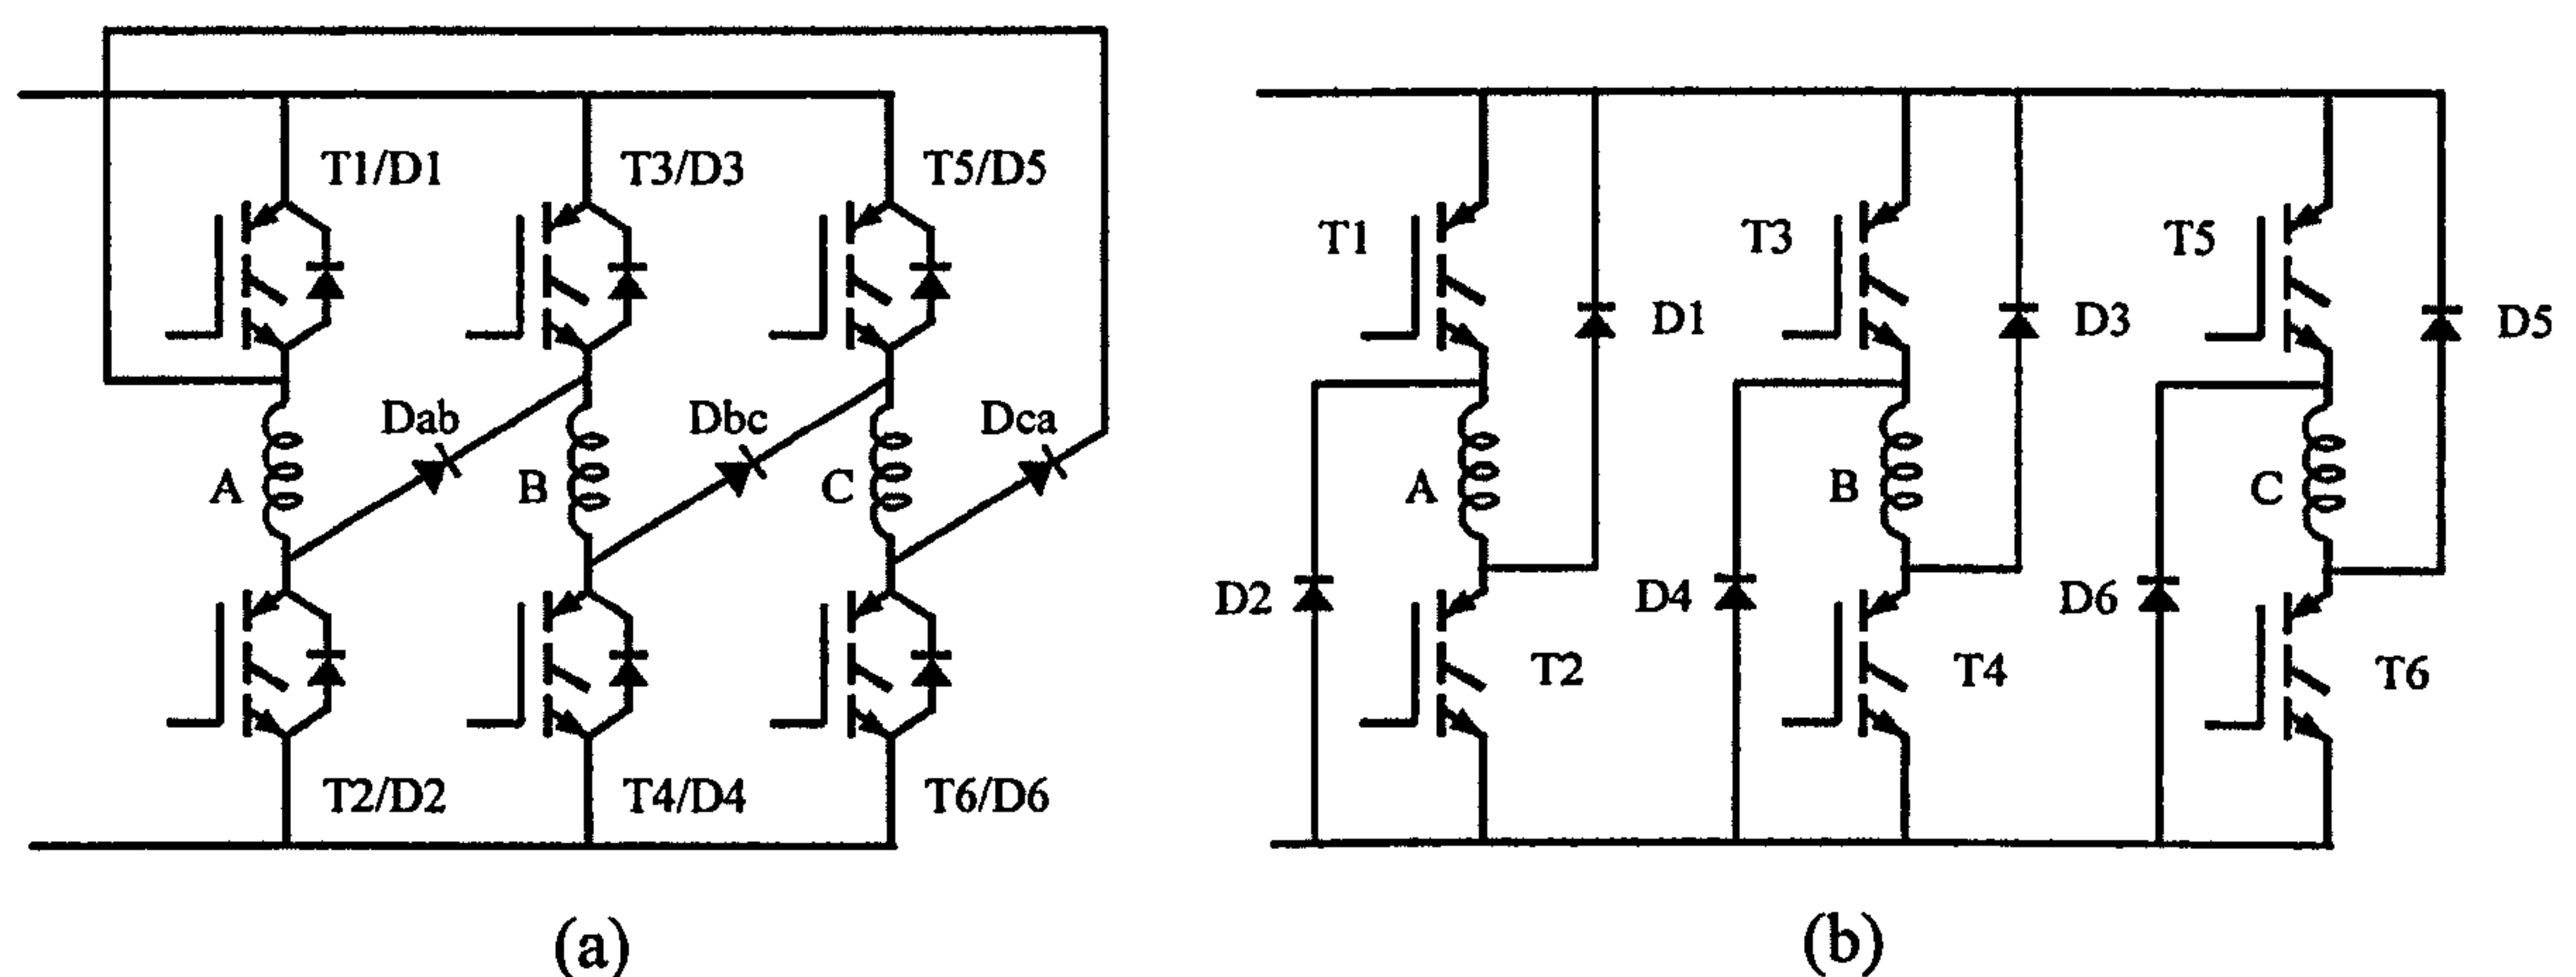 T1/D1 T3/D3 T5/D5
Dab Dbc Dca
A B C
T2/D2 T4/D4 T6/D6
(a)
T1 T3 T5
D1 D3 D5
A B C
D2 D4 D6
T2 T4 T6
(b)